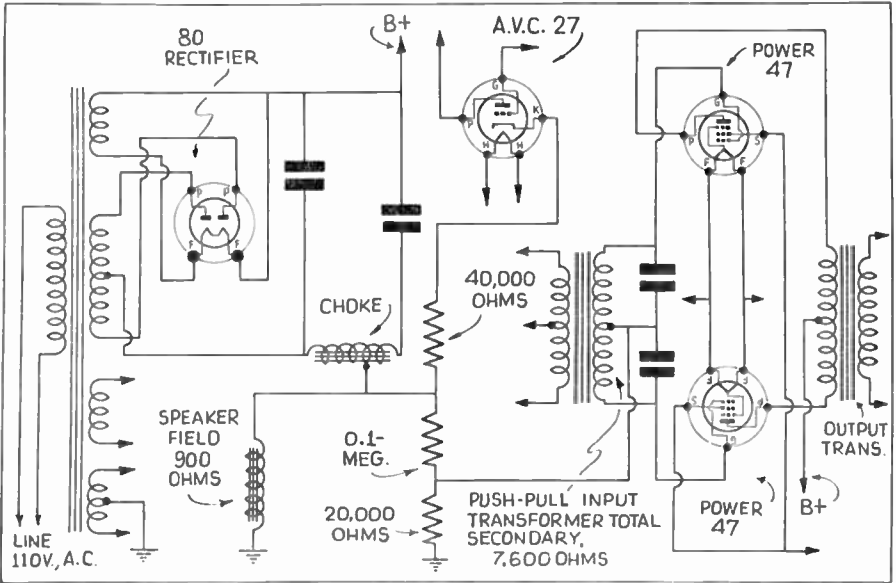 80
RECTIFIER
B+
A.V.C. 27
POWER
47
G
P
K
H
H
G
P
S
F
F
P
P
F
F
40,000
OHMS
CHOKE
SPEAKER
FIELD
900
OHMS
0.1-
MEG.
20,000
OHMS
PUSH-PULL INPUT
TRANSFORMER TOTAL
SECONDARY,
7,600 OHMS
F
F
S
P
G
POWER
47
B+
OUTPUT
TRANS.
LINE
110V., A.C.